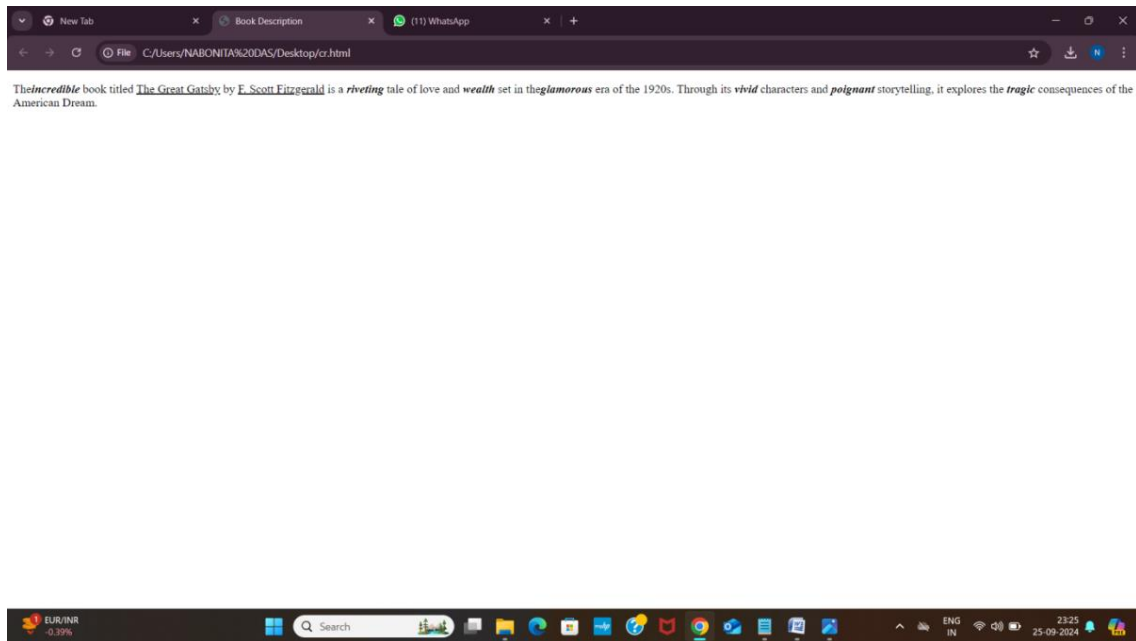 New Tab
Book Description
(11) WhatsApp
File C:/Users/NABONITA%20DAS/Desktop/cr.html
N
Theincredible book titled The Great Gatsby by F. Scott Fitzgerald is a riveting tale of love and wealth set in theglamorous era of the 1920s. Through its vivid characters and poignant storytelling, it explores the tragic consequences of the
American Dream.
1
EUR/INR
-0.39%
Search
ENG
IN
23:25
25-09-2024